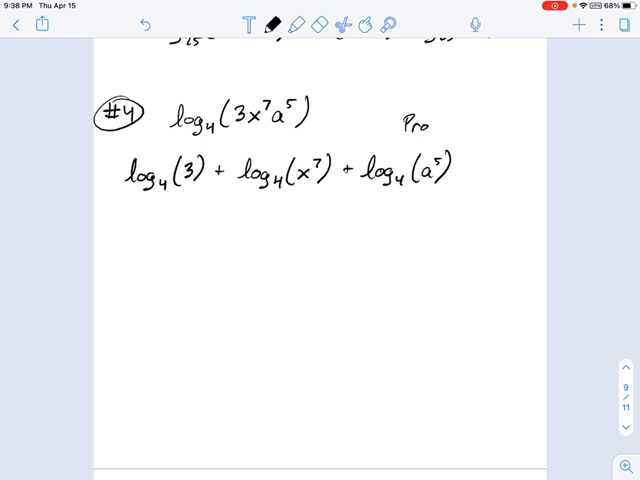 9:38 PM Thu Apr 15
68%
#4 log₄(3x⁷a⁵)
Pro
log₄(3) + log₄(x⁷) + log₄(a⁵)
9
/
11